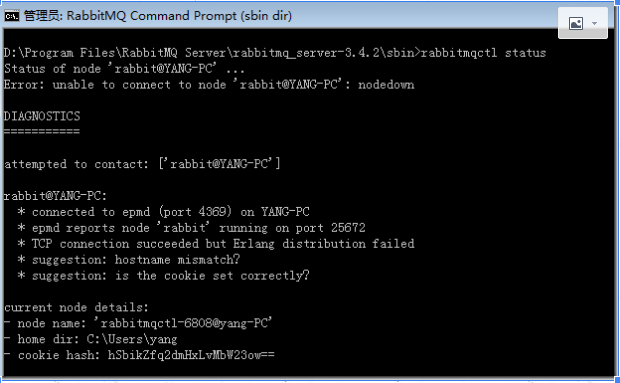 管理员: RabbitMQ Command Prompt (sbin dir)
D:\Program Files\RabbitMQ Server\rabbitmq_server-3.4.2\sbin>rabbitmqctl status
Status of node 'rabbit@YANG-PC' ...
Error: unable to connect to node 'rabbit@YANG-PC': nodedown
DIAGNOSTICS
===========
attempted to contact: ['rabbit@YANG-PC']
rabbit@YANG-PC:
* connected to epmd (port 4369) on YANG-PC
* epmd reports node 'rabbit' running on port 25672
* TCP connection succeeded but Erlang distribution failed
* suggestion: hostname mismatch?
* suggestion: is the cookie set correctly?
current node details:
- node name: 'rabbitmqctl-6808@yang-PC'
- home dir: C:\Users\yang
- cookie hash: hSbikZfq2dmHxLvMbW23ow==